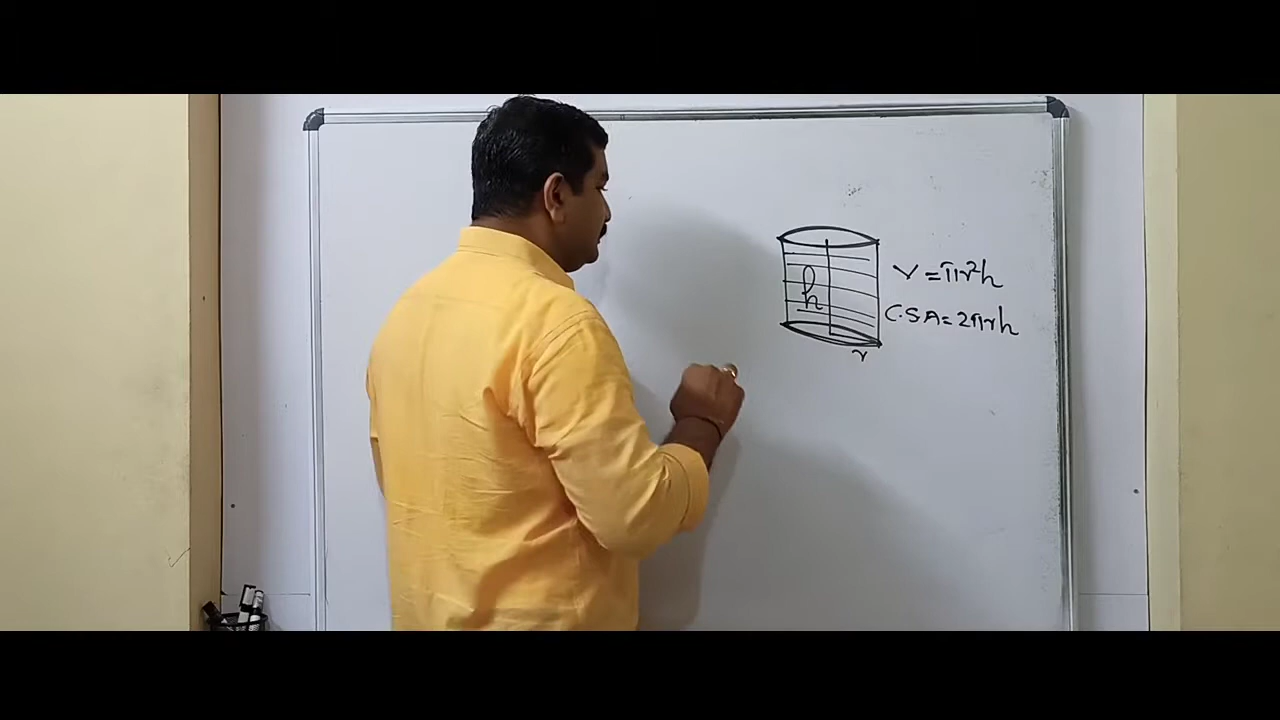 h
V = πr²h
C.S A = 2πrh
r